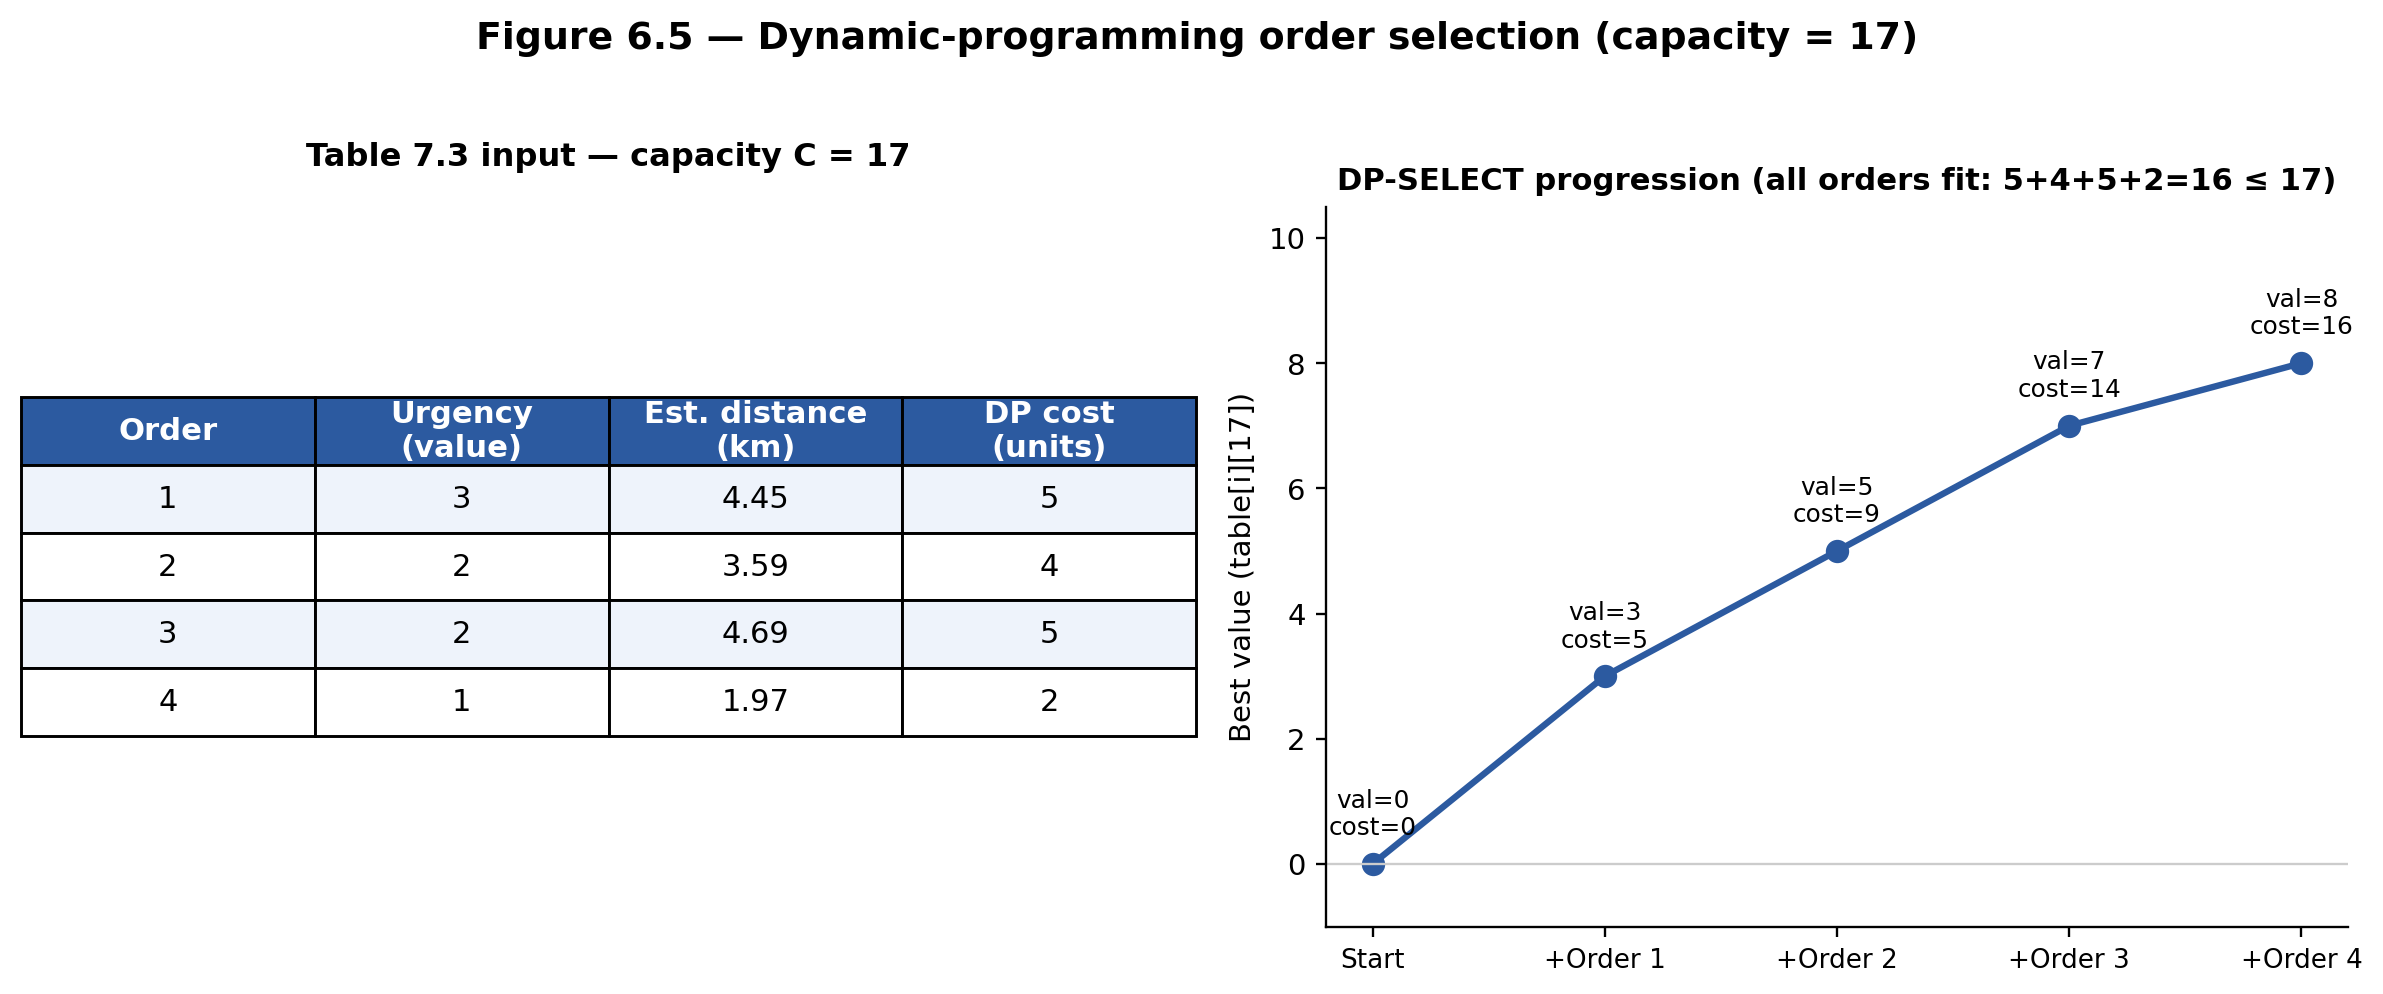 Figure 6.5 — Dynamic-programming order selection (capacity = 17)
Table 7.3 input — capacity C = 17
Order Urgency (value) Est. distance (km) DP cost (units)
1 3 4.45 5
2 2 3.59 4
3 2 4.69 5
4 1 1.97 2
DP-SELECT progression (all orders fit: 5+4+5+2=16 ≤ 17)
Best value (table[i][17])
10
8
6
4
2
0
val=0
cost=0
val=3
cost=5
val=5
cost=9
val=7
cost=14
val=8
cost=16
Start +Order 1 +Order 2 +Order 3 +Order 4